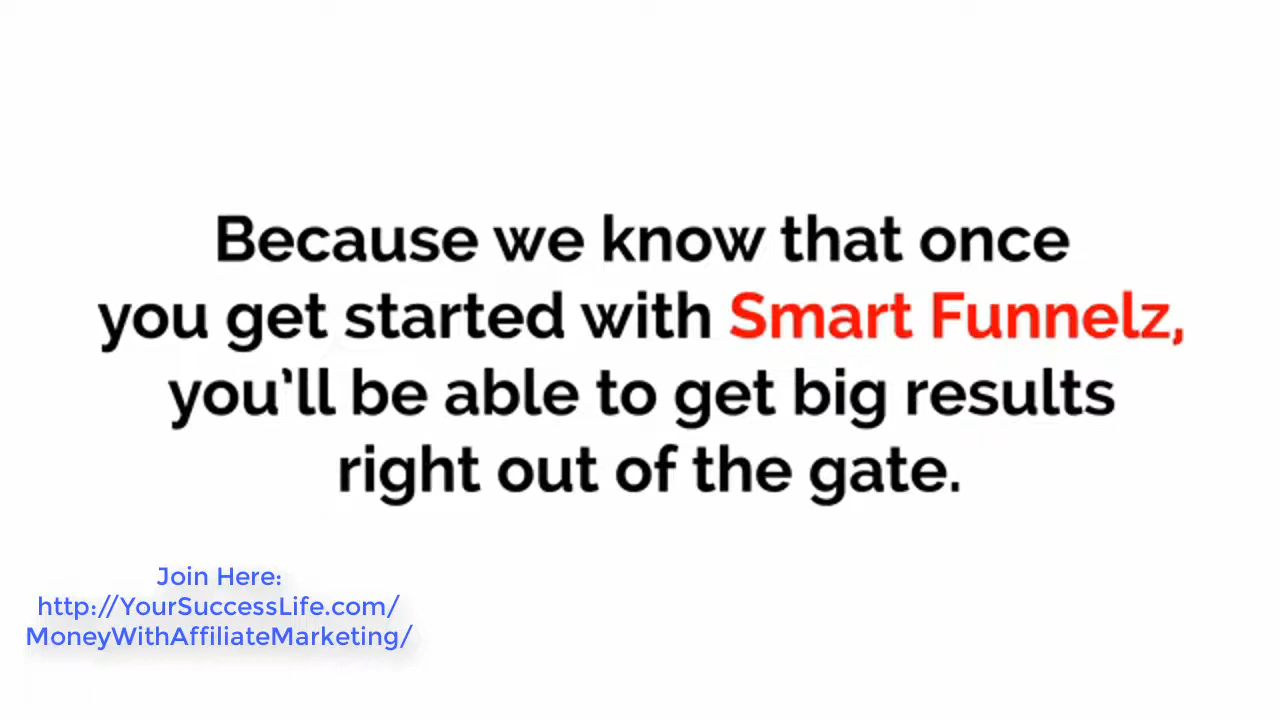 Because we know that once
you get started with Smart Funnelz,
you’ll be able to get big results
right out of the gate.
Join Here:
http://YourSuccessLife.com/
MoneyWithAffiliateMarketing/